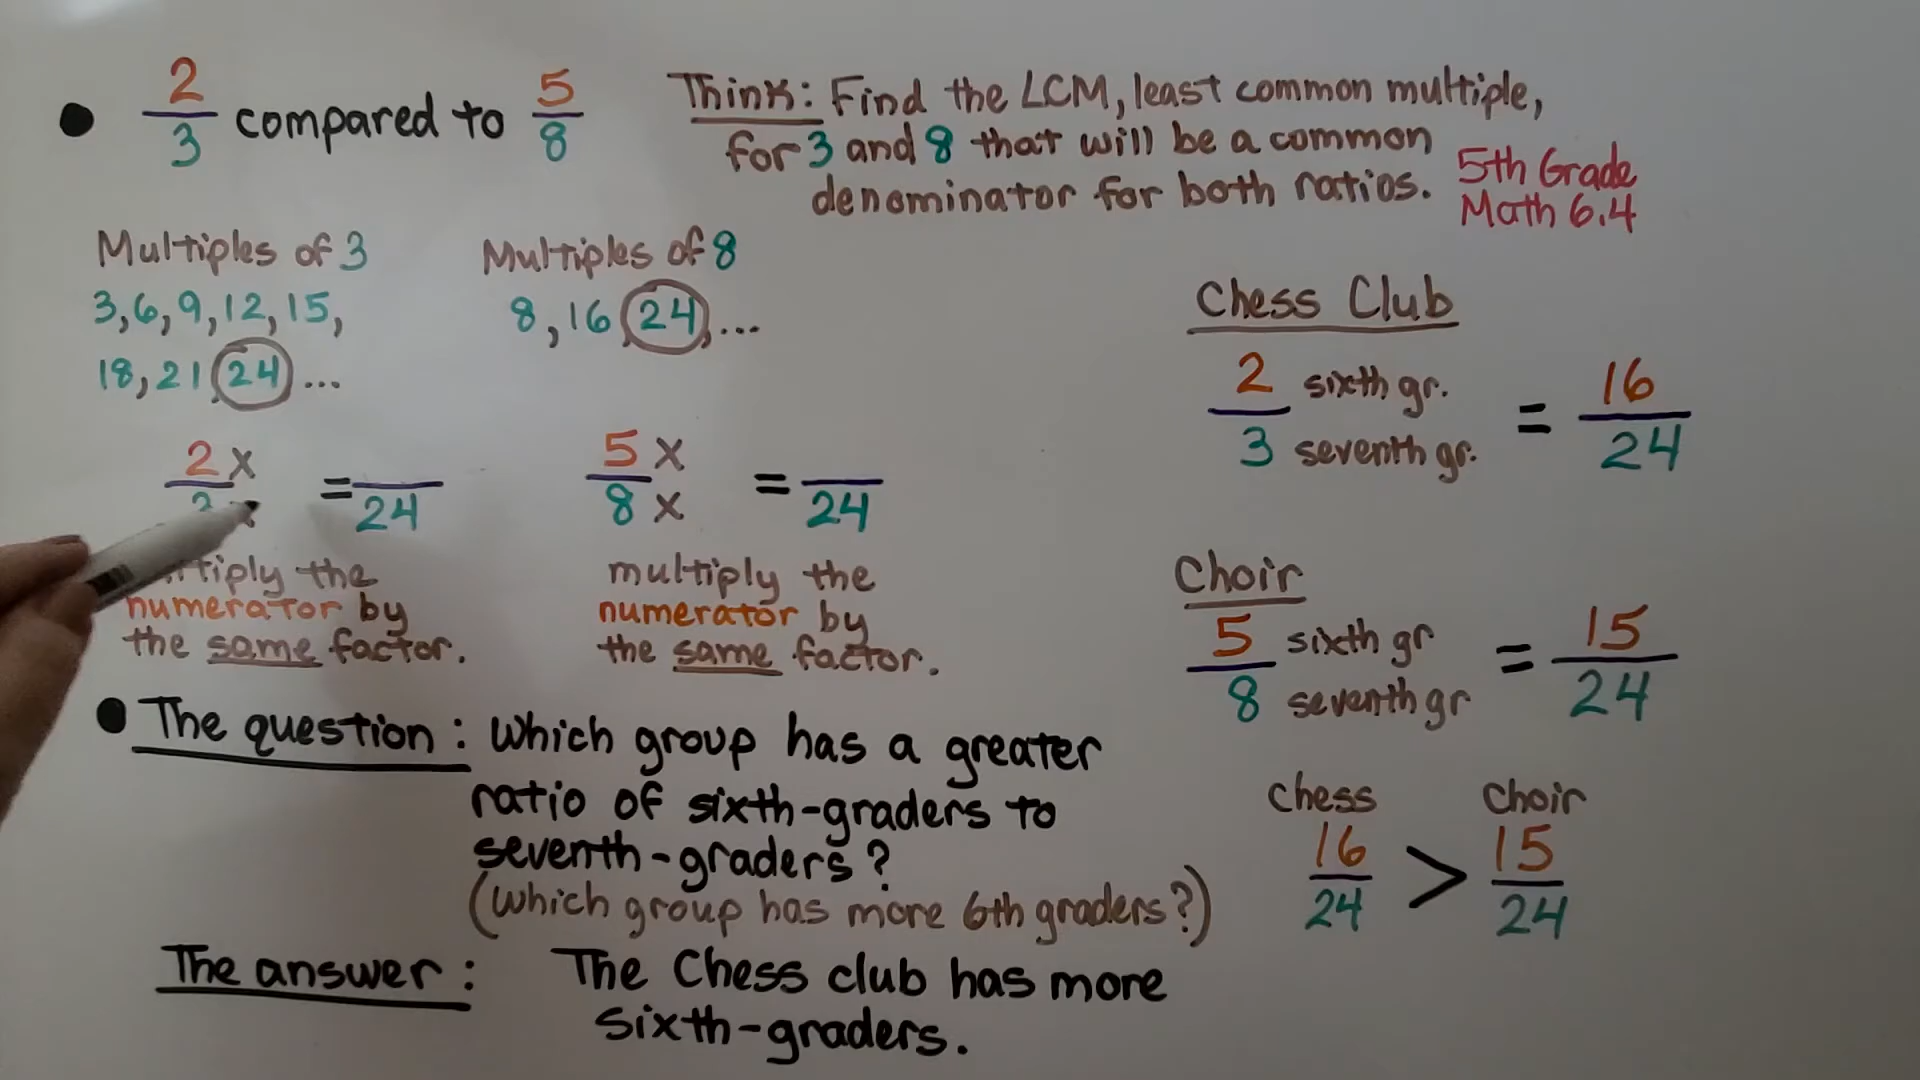 2/3 compared to 5/8
Think: Find the LCM, least common multiple,
for 3 and 8 that will be a common
denominator for both ratios.
5th Grade
Math 6.4
Multiples of 3
3, 6, 9, 12, 15,
18, 21, 24 ...
Multiples of 8
8, 16, 24, ...
2 x
x
= /24
the
numerator by
the same factor.
5 x
8 x
= /24
multiply the
numerator by
the same factor.
Chess Club
2 sixth gr.
3 seventh gr.
= 16/24
Choir
5 sixth gr
8 seventh gr
= 15/24
Chess Choir
16/24 > 15/24
The question: Which group has a greater
ratio of sixth-graders to
seventh-graders?
(Which group has more 6th graders?)
The answer: The Chess club has more
sixth-graders.